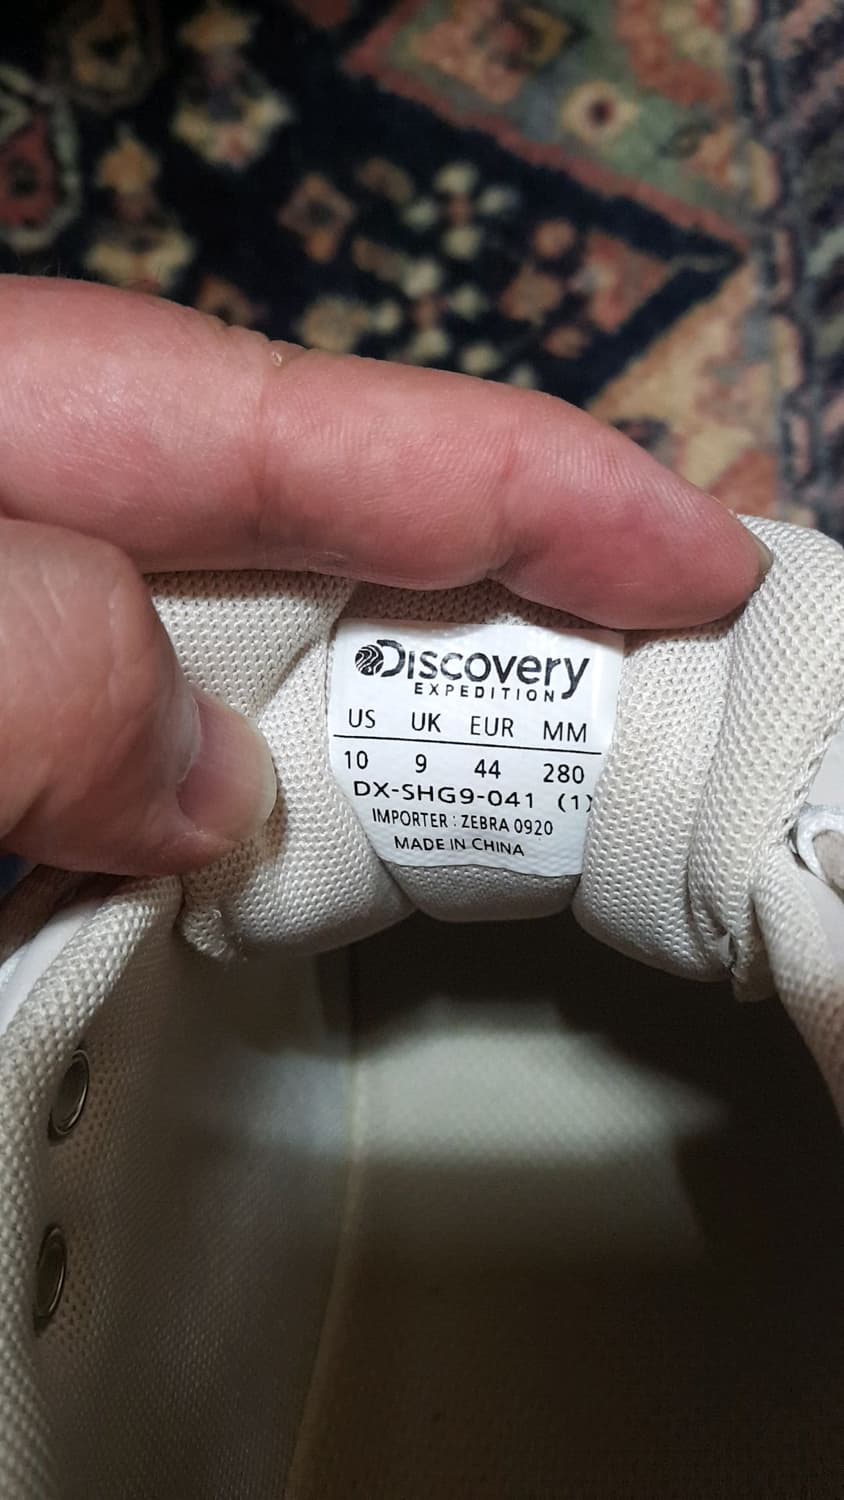 Discovery
EXPEDITION
US UK EUR MM
10 9 44 280
DX-SHG9-041 (1)
IMPORTER : ZEBRA 0920
MADE IN CHINA